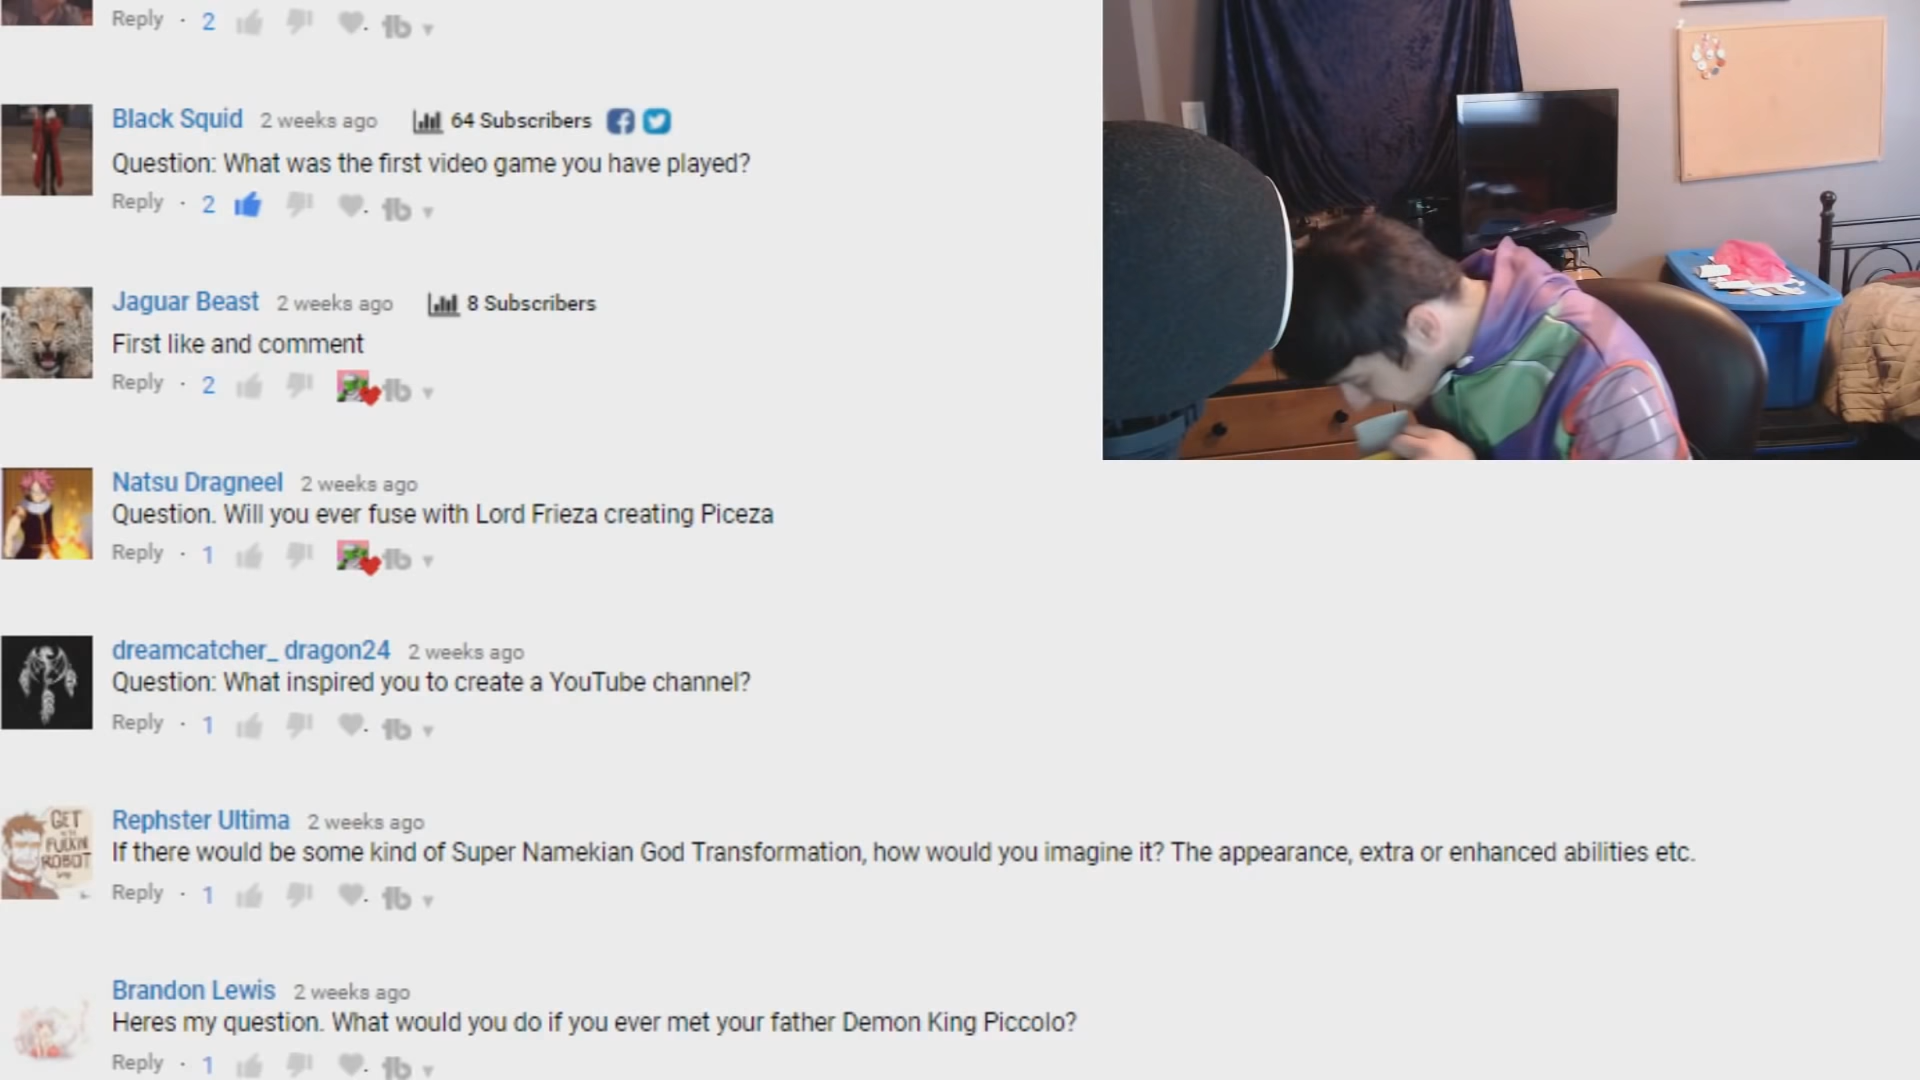 Reply · 2
Black Squid 2 weeks ago 64 Subscribers
Question: What was the first video game you have played?
Reply · 2
Jaguar Beast 2 weeks ago 8 Subscribers
First like and comment
Reply · 2
Natsu Dragneel 2 weeks ago
Question. Will you ever fuse with Lord Frieza creating Piceza
Reply · 1
dreamcatcher_ dragon24 2 weeks ago
Question: What inspired you to create a YouTube channel?
Reply · 1
GET
FUCKIN
ROBOT
Rephster Ultima 2 weeks ago
If there would be some kind of Super Namekian God Transformation, how would you imagine it? The appearance, extra or enhanced abilities etc.
Reply · 1
Brandon Lewis 2 weeks ago
Heres my question. What would you do if you ever met your father Demon King Piccolo?
Reply · 1